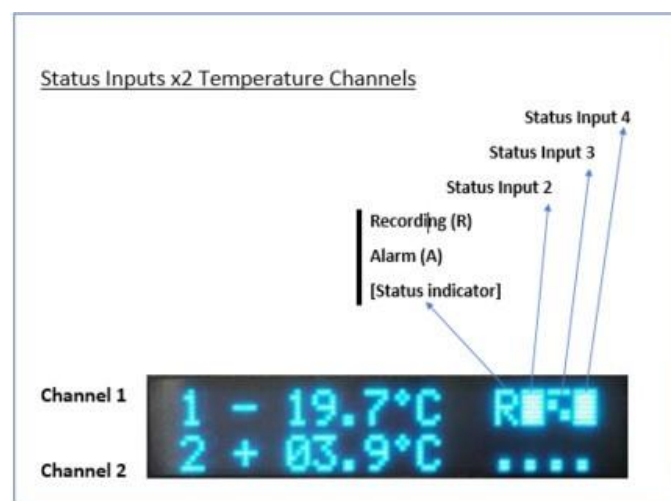 Status Inputs x2 Temperature Channels
Status Input 4
Status Input 3
Status Input 2
Recording (R)
Alarm (A)
[Status indicator]
Channel 1
1 - 19.7°C R
Channel 2
2 + 03.9°C ....